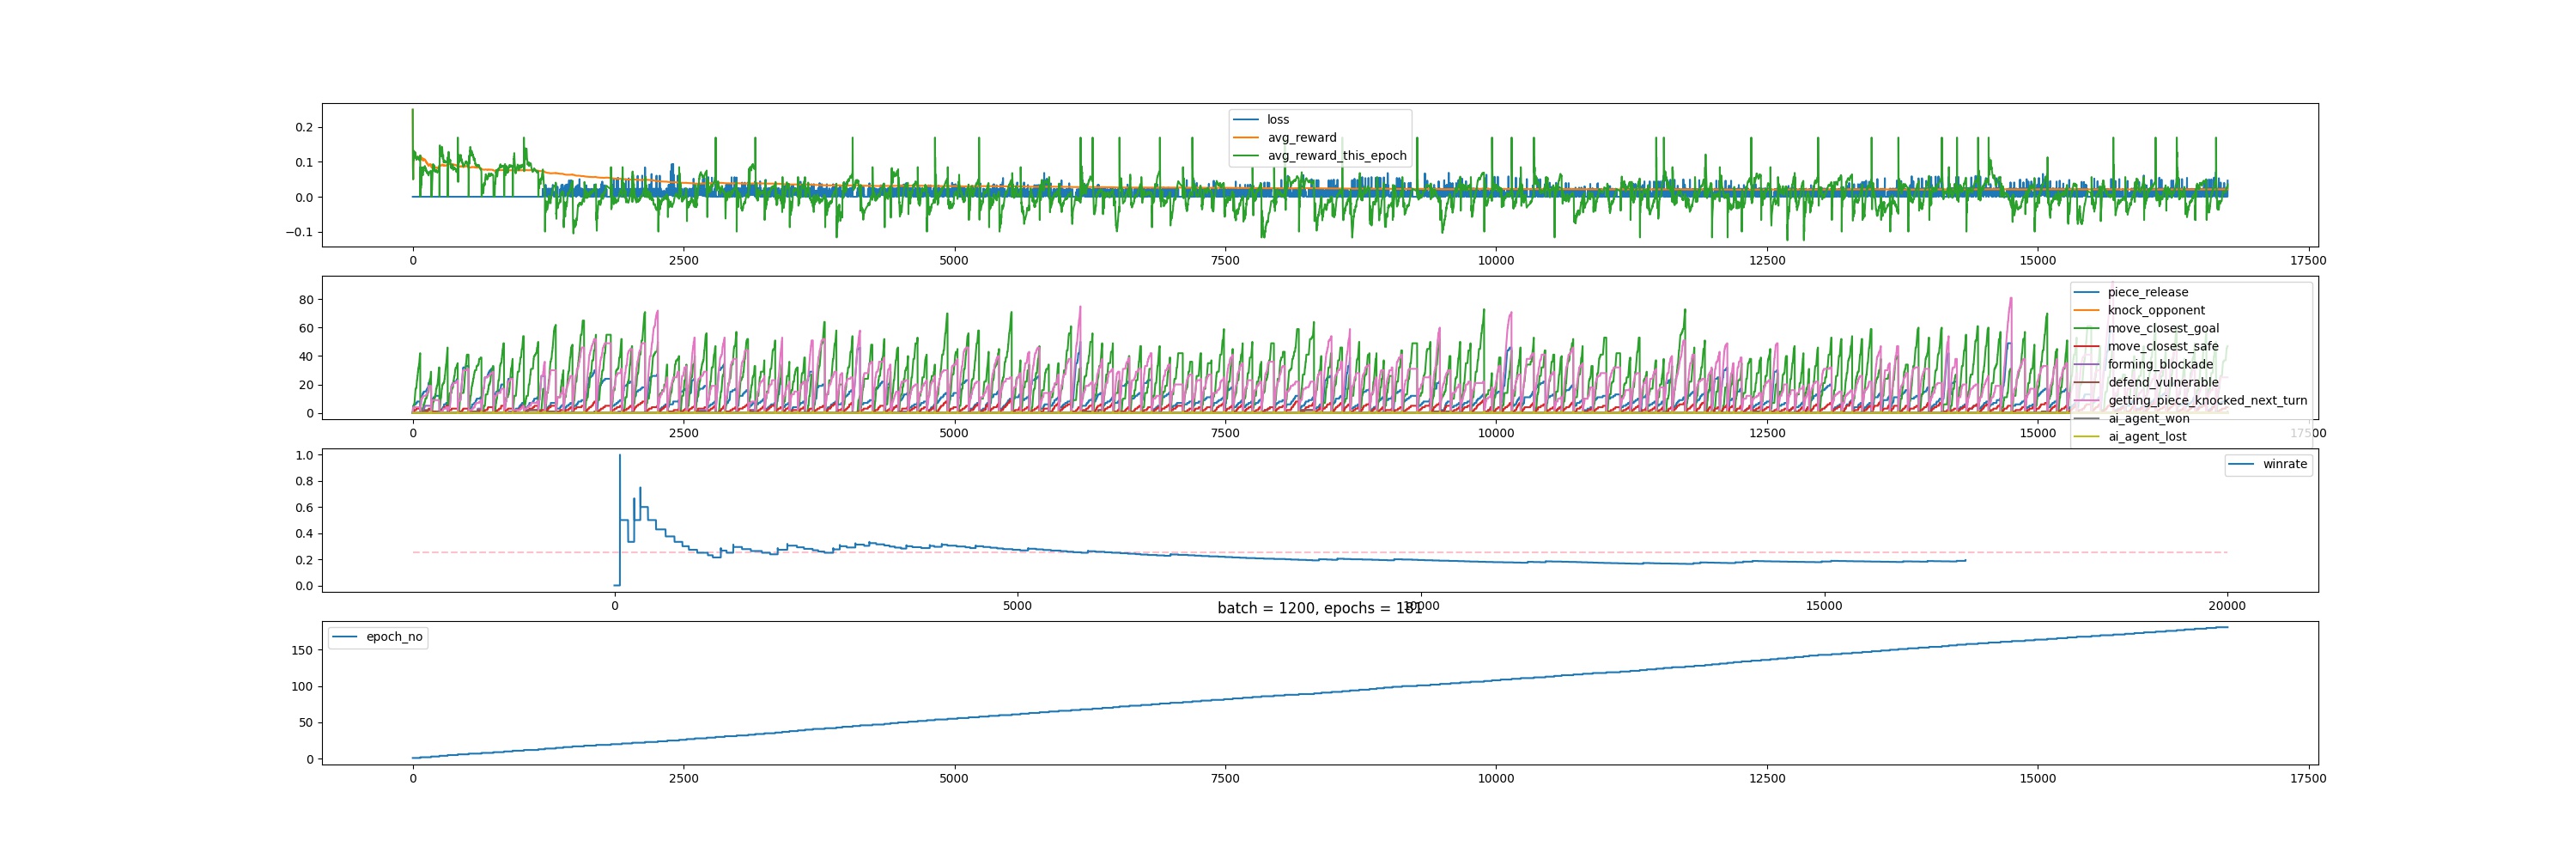 loss
avg_reward
avg_reward_this_epoch
0.2
0.1
0.0
−0.1
0 2500 5000 7500 10000 12500 15000 17500
piece_release
knock_opponent
move_closest_goal
move_closest_safe
forming_blockade
defend_vulnerable
getting_piece_knocked_next_turn
ai_agent_won
ai_agent_lost
80
60
40
20
0
0 2500 5000 7500 10000 12500 15000 17500
winrate
1.0
0.8
0.6
0.4
0.2
0.0
0 5000 10000 15000 20000
batch = 1200, epochs = 181
epoch_no
150
100
50
0
0 2500 5000 7500 10000 12500 15000 17500